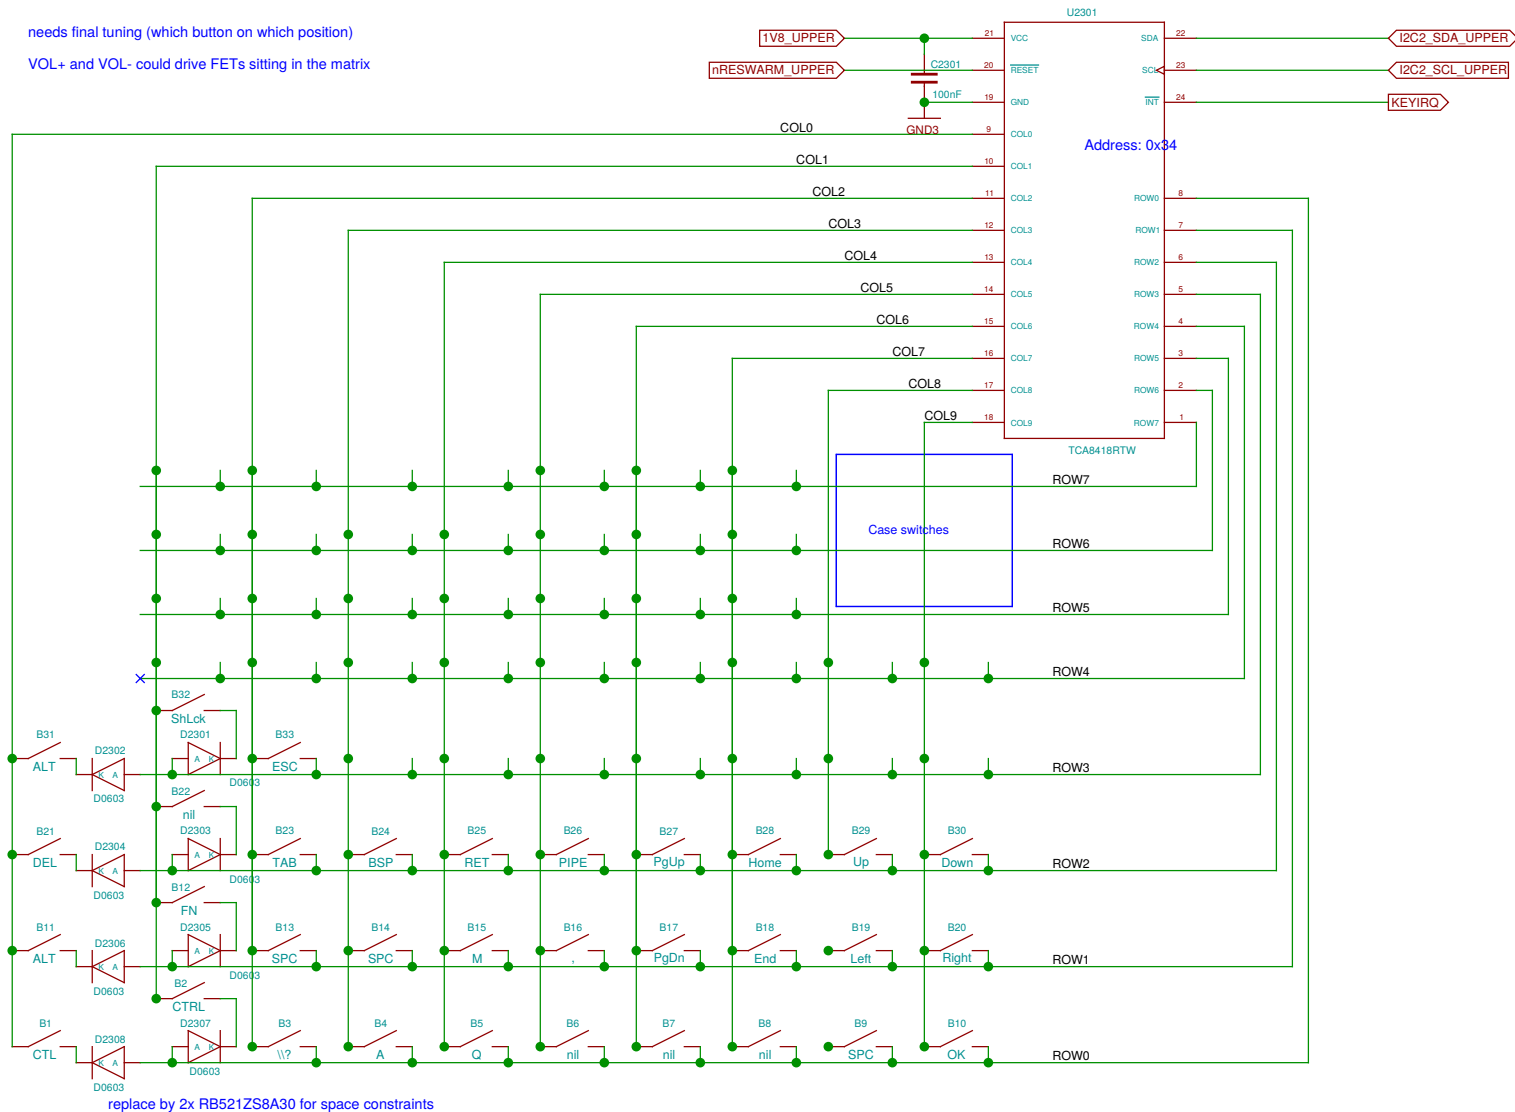 needs final tuning (which button on which position)
VOL+ and VOL- could drive FETs sitting in the matrix
U2301
1V8_UPPER 21 VCC SDA 22 I2C2_SDA_UPPER
C2301
nRESWARM_UPPER 20 RESET SCL 23 I2C2_SCL_UPPER
100nF 19 GND INT 24 KEYIRQ
GND3
COL0 9 COL0
Address: 0x34
COL1 10 COL1
COL2 11 COL2 ROW0 8
COL3 12 COL3 ROW1 7
COL4 13 COL4 ROW2 6
COL5 14 COL5 ROW3 5
COL6 15 COL6 ROW4 4
COL7 16 COL7 ROW5 3
COL8 17 COL8 ROW6 2
COL9 18 COL9 ROW7 1
TCA8418RTW
ROW7
Case switches
ROW6
ROW5
ROW4
B32
ShLck
B31 D2302 D2301 B33
ALT A K ESC
K A D0603 ROW3
D0603
B22
nil
B21 D2304 D2303 B23 B24 B25 B26 B27 B28 B29 B30
DEL A K TAB BSP RET PIPE PgUp Home Up Down
K A D0603 ROW2
D0603
B12
FN
B11 D2306 D2305 B13 B14 B15 B16 B17 B18 B19 B20
ALT A K SPC SPC M , PgDn End Left Right
K A D0603 ROW1
D0603
B2
CTRL
B1 D2308 D2307 B3 B4 B5 B6 B7 B8 B9 B10
CTL A K \\? A Q nil nil nil SPC OK
K A D0603 ROW0
D0603
replace by 2x RB521ZS8A30 for space constraints